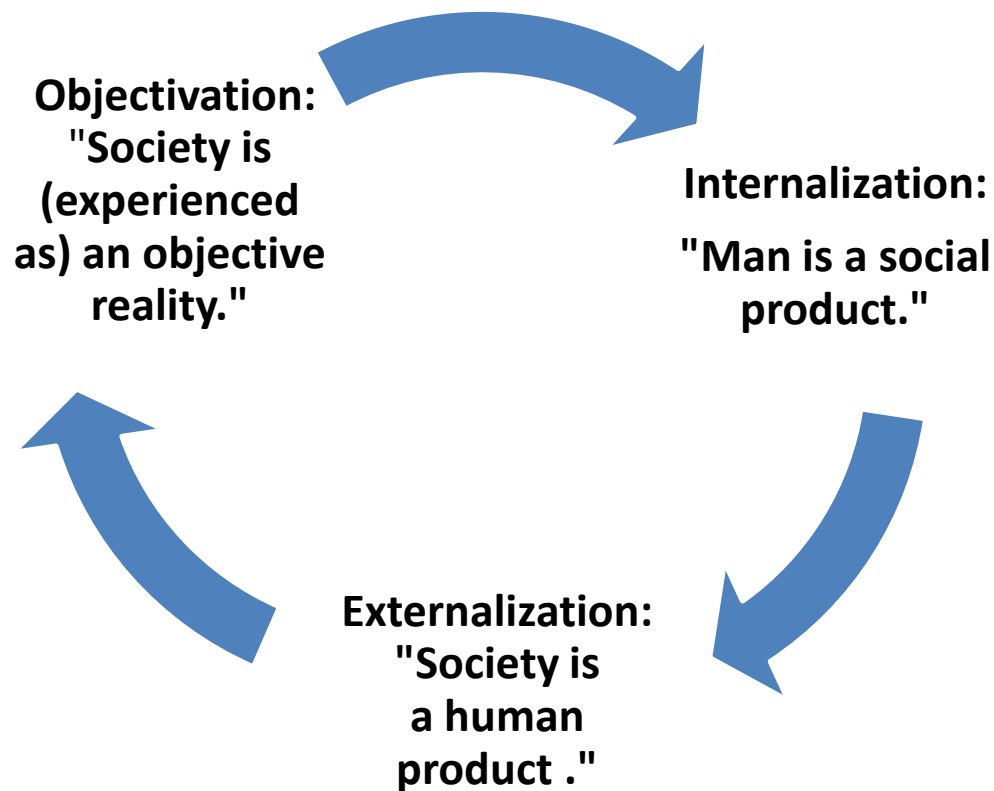 Objectivation:
"Society is
(experienced
as) an objective
reality."
Internalization:
"Man is a social
product."
Externalization:
"Society is
a human
product ."